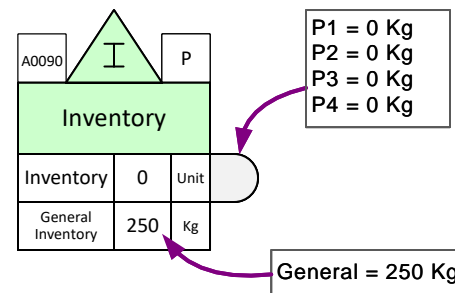 A0090
I
P
P1 = 0 Kg
P2 = 0 Kg
P3 = 0 Kg
P4 = 0 Kg
Inventory
Inventory 0 Unit
General
Inventory 250 Kg
General = 250 Kg